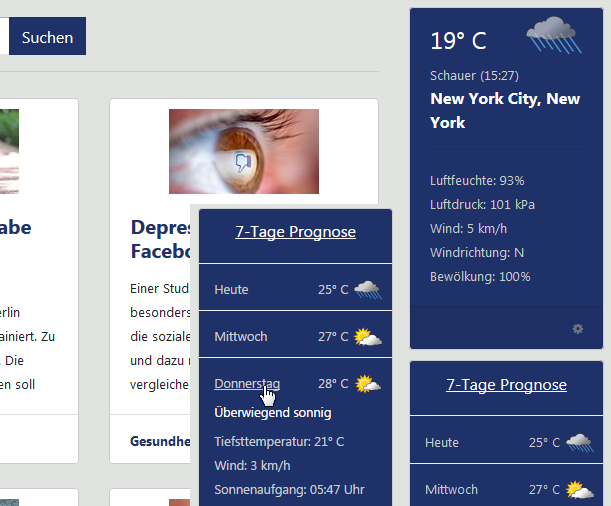 Suchen
19° C
Schauer (15:27)
New York City, New
York
Luftfeuchte: 93%
Luftdruck: 101 kPa
Wind: 5 km/h
Windrichtung: N
Bewölkung: 100%
abe
rlin
ainiert. Zu
. Die
en soll
Depres
Facebo
Einer Stud
besonders
die soziale
und dazu n
vergleiche
Gesundhe
7-Tage Prognose
Heute 25° C
Mittwoch 27° C
Donnerstag 28° C
Überwiegend sonnig
Tiefsttemperatur: 21° C
Wind: 3 km/h
Sonnenaufgang: 05:47 Uhr
7-Tage Prognose
Heute 25° C
Mittwoch 27° C